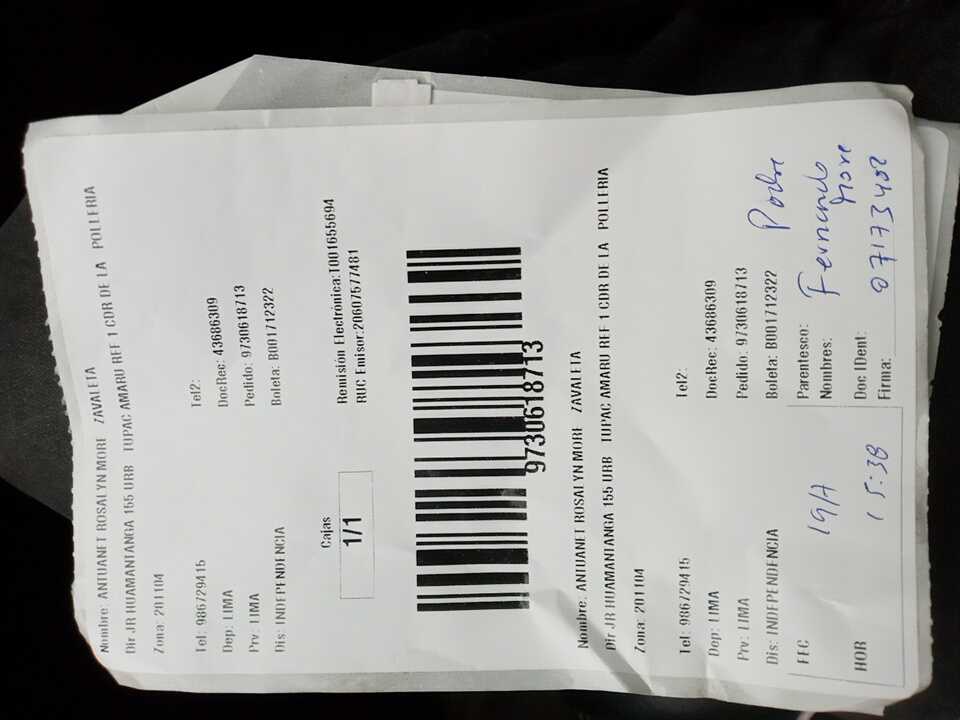 Nombre: ANTUANET ROSALYN MORE ZAVALETA
Dir JR HUAMANTANGA 155 URB TUPAC AMARU REF 1 CDR DE LA POLLERIA
Zona: 201104
Tel: 986729415 Tel2:
Dep: LIMA DocRec: 43686309
Prv: LIMA Pedido: 9730618713
Dis: INDEPENDENCIA Boleta: B001712322
Cajas Remisión Electrónica:T001655694
1/1 RUC Emisor:20607577481
9730618713
Nombre: ANTUANET ROSALYN MORE ZAVALETA
Dir JR HUAMANTANGA 155 URB TUPAC AMARU REF 1 CDR DE LA POLLERIA
Zona: 201104
Tel: 986729415 Tel2:
Dep: LIMA DocRec: 43686309
Prv: LIMA Pedido: 9730618713
Dis: INDEPENDENCIA Boleta: B001712322
FEC 19/7 Parentesco: Padre
Nombres: Fernando More
HOR 15:38 Doc IDent: 07173402
Firma: